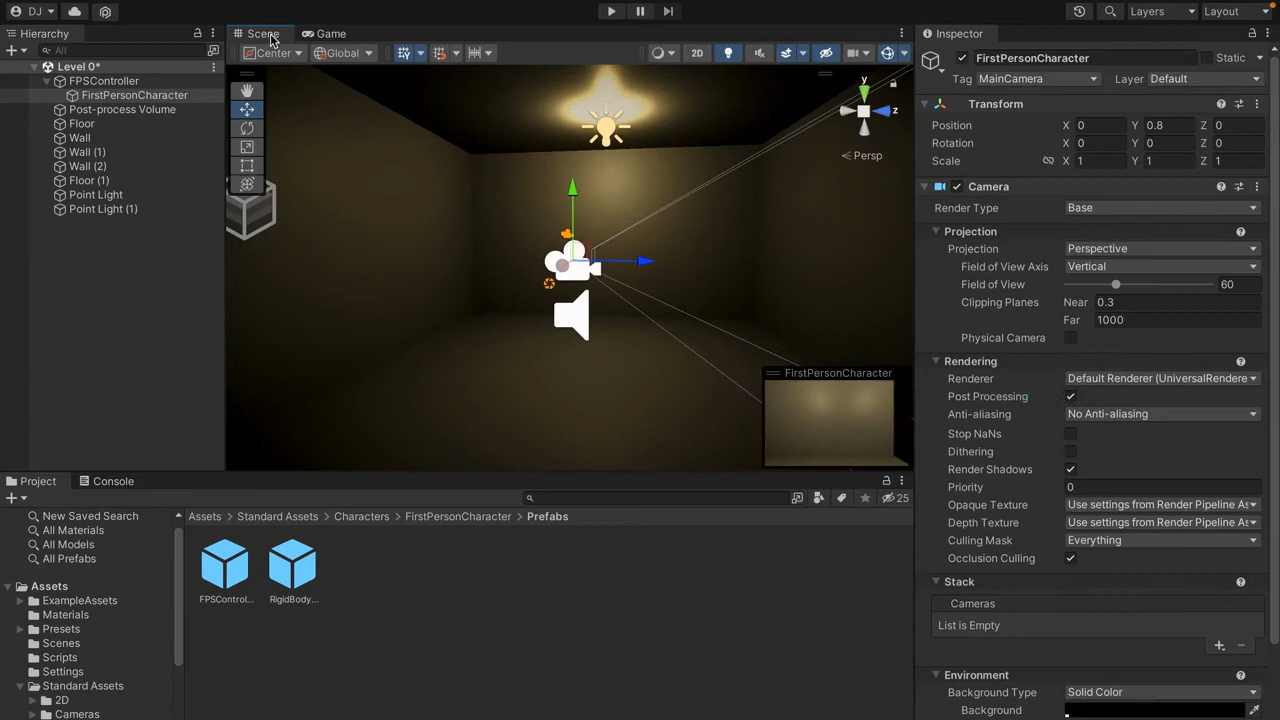 DJ
Layers
Layout
Hierarchy
Scene
Game
Inspector
All
Center
Global
2D
FirstPersonCharacter
Static
Level 0*
Tag
MainCamera
Layer
Default
FPSController
FirstPersonCharacter
Post-process Volume
Floor
Wall
Wall (1)
Wall (2)
Floor (1)
Point Light
Point Light (1)
y
z
Persp
FirstPersonCharacter
Transform
Position X 0 Y 0.8 Z 0
Rotation X 0 Y 0 Z 0
Scale X 1 Y 1 Z 1
Camera
Render Type Base
Projection
Projection Perspective
Field of View Axis Vertical
Field of View 60
Clipping Planes Near 0.3
Far 1000
Physical Camera
Rendering
Renderer Default Renderer (UniversalRendere
Post Processing
Anti-aliasing No Anti-aliasing
Stop NaNs
Dithering
Render Shadows
Priority 0
Opaque Texture Use settings from Render Pipeline As
Depth Texture Use settings from Render Pipeline As
Culling Mask Everything
Occlusion Culling
Stack
Cameras
List is Empty
Environment
Background Type Solid Color
Background
Project
Console
25
New Saved Search
All Materials
All Models
All Prefabs
Assets
ExampleAssets
Materials
Presets
Scenes
Scripts
Settings
Standard Assets
2D
Cameras
Assets
Standard Assets
Characters
FirstPersonCharacter
Prefabs
FPSControl...
RigidBody...